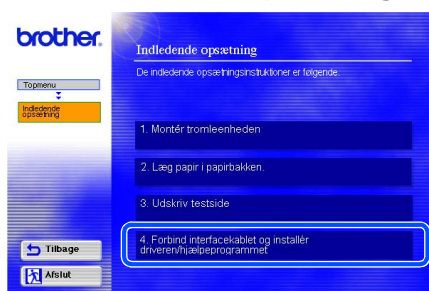 brother.
Topmenu
Indledende
opsætning
Tilbage
Afslut
Indledende opsætning
De indledende opsætningsinstruktioner er følgende.
1. Montér tromleenheden
2. Læg papir i papirbakken.
3. Udskriv testside
4. Forbind interfacekablet og installér
driveren/hjælpeprogrammet